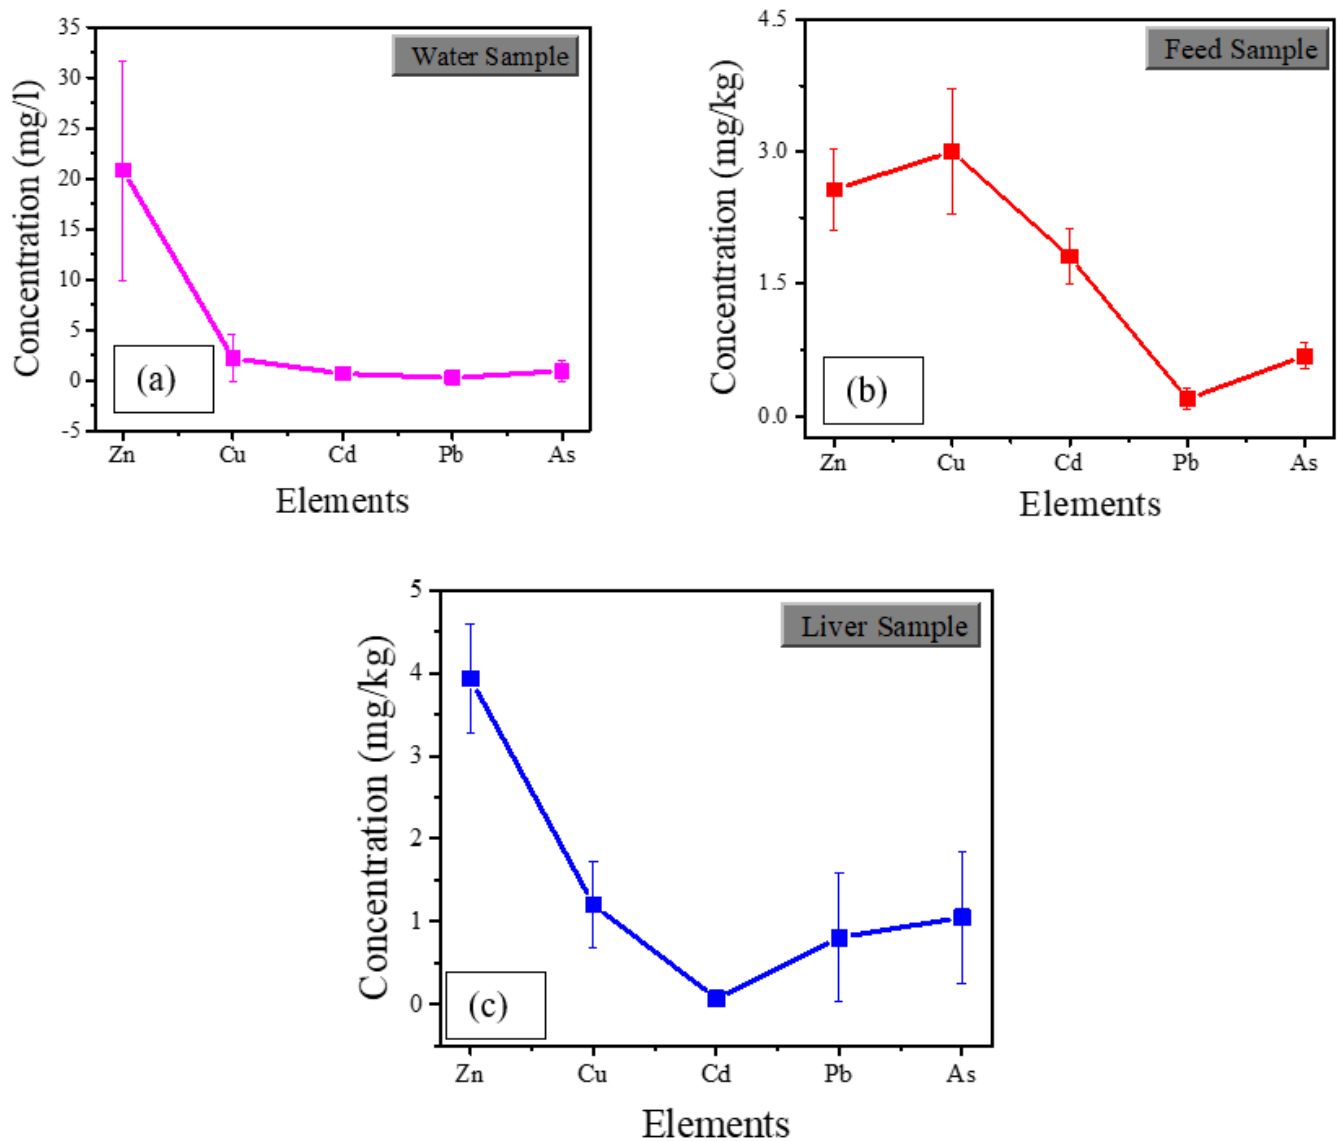 Water Sample
Concentration (mg/l)
35
30
25
20
15
10
5
0
-5
(a)
Zn Cu Cd Pb As
Elements
Feed Sample
Concentration (mg/kg)
4.5
3.0
1.5
0.0
(b)
Zn Cu Cd Pb As
Elements
Liver Sample
Concentration (mg/kg)
5
4
3
2
1
0
(c)
Zn Cu Cd Pb As
Elements